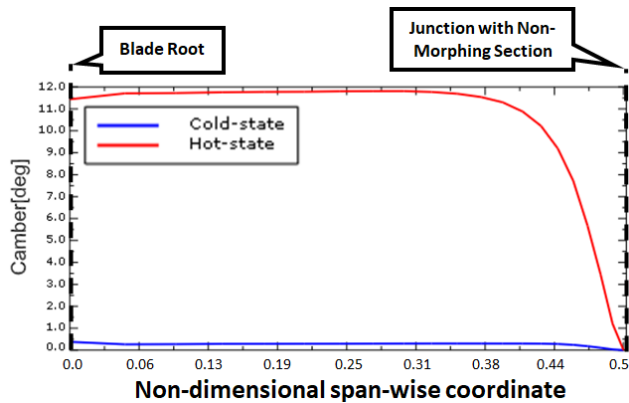 Blade Root
Junction with Non-
Morphing Section
12.0
11.0
10.0
9.0
8.0
7.0
6.0
5.0
4.0
3.0
2.0
1.0
0.0
Camber[deg]
Cold-state
Hot-state
0.0 0.06 0.13 0.19 0.25 0.31 0.38 0.44 0.5
Non-dimensional span-wise coordinate